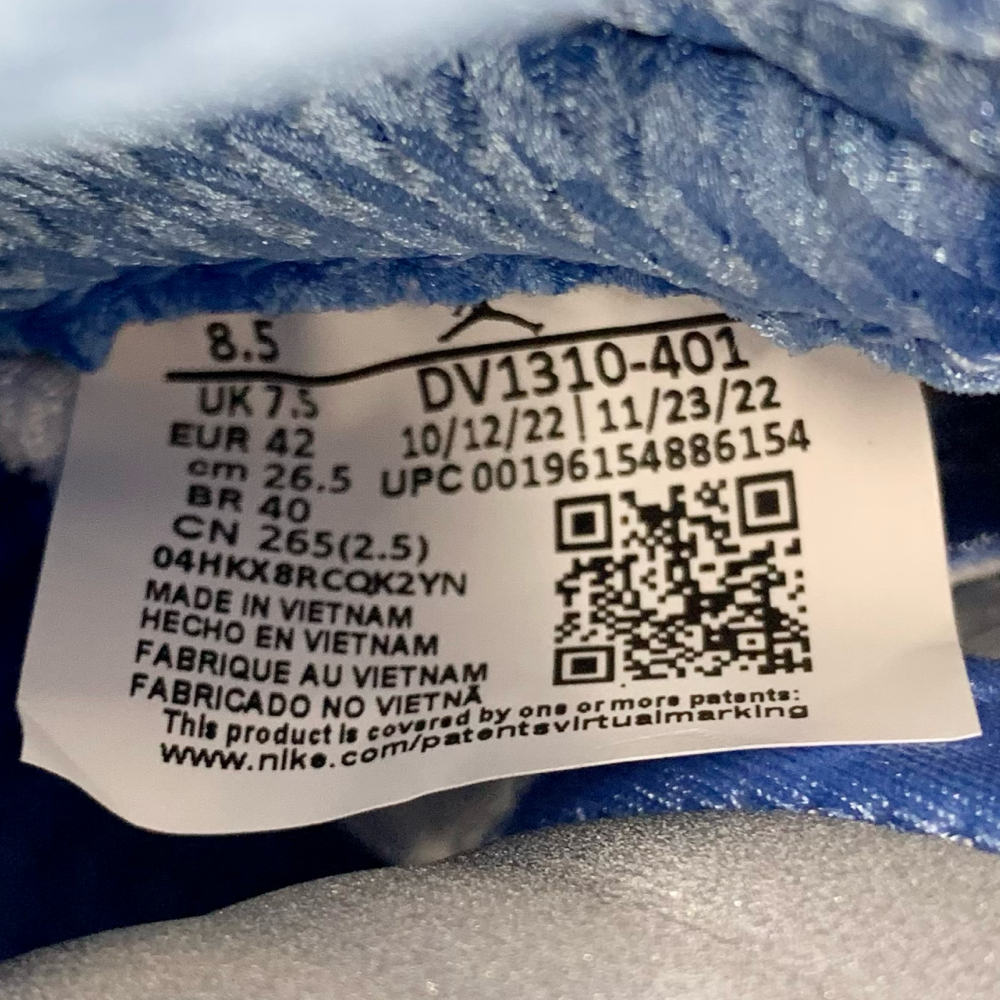 8.5
UK 7.5
EUR 42
cm 26.5
BR 40
CN 265(2.5)
04HKX8RCQK2YN
MADE IN VIETNAM
HECHO EN VIETNAM
FABRIQUE AU VIETNAM
FABRICADO NO VIETNÃ
DV1310-401
10/12/22 | 11/23/22
UPC 00196154886154
This product is covered by one or more patents:
www.nike.com/patentsvirtualmarking